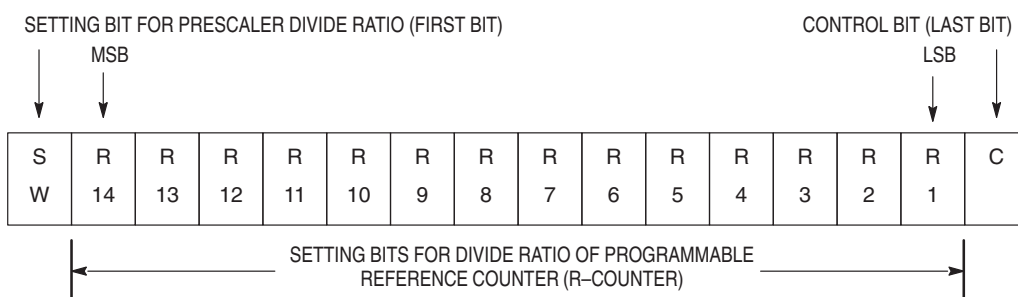 SETTING BIT FOR PRESCALER DIVIDE RATIO (FIRST BIT) CONTROL BIT (LAST BIT)
MSB LSB
S R R R R R R R R R R R R R R C
W 14 13 12 11 10 9 8 7 6 5 4 3 2 1
SETTING BITS FOR DIVIDE RATIO OF PROGRAMMABLE
REFERENCE COUNTER (R–COUNTER)